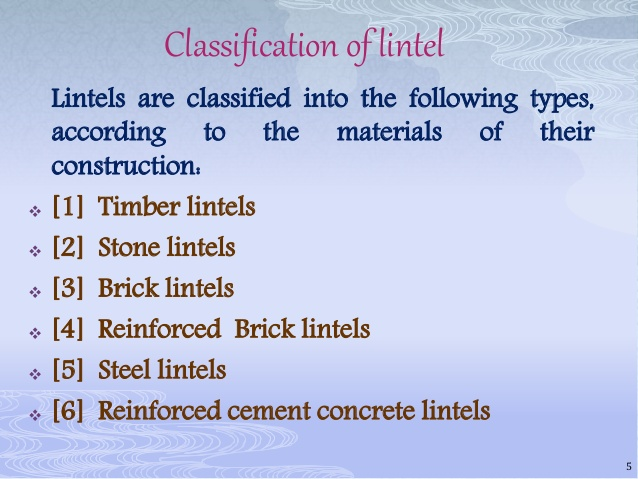 Classification of lintel
Lintels are classified into the following types,
according to the materials of their
construction:
❖ [1] Timber lintels
❖ [2] Stone lintels
❖ [3] Brick lintels
❖ [4] Reinforced Brick lintels
❖ [5] Steel lintels
❖ [6] Reinforced cement concrete lintels
5